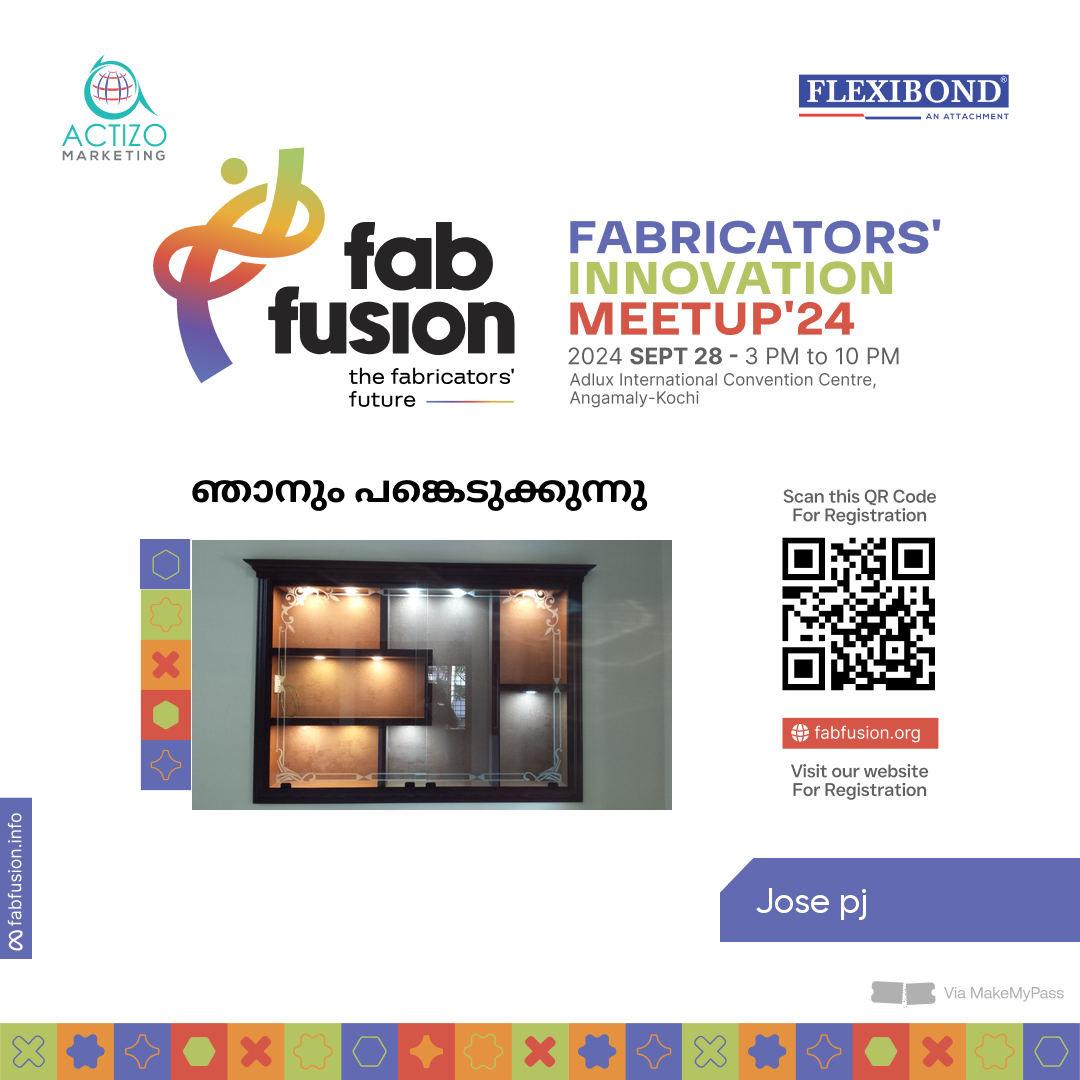 ACTIZO
MARKETING
FLEXIBOND®
AN ATTACHMENT
fab
fusion
the fabricators'
future
FABRICATORS'
INNOVATION
MEETUP'24
2024 SEPT 28 - 3 PM to 10 PM
Adlux International Convention Centre,
Angamaly-Kochi
ഞാനും പങ്കെടുക്കുന്നു
Scan this QR Code
For Registration
fabfusion.org
Visit our website
For Registration
fabfusion.info
Jose pj
Via MakeMyPass